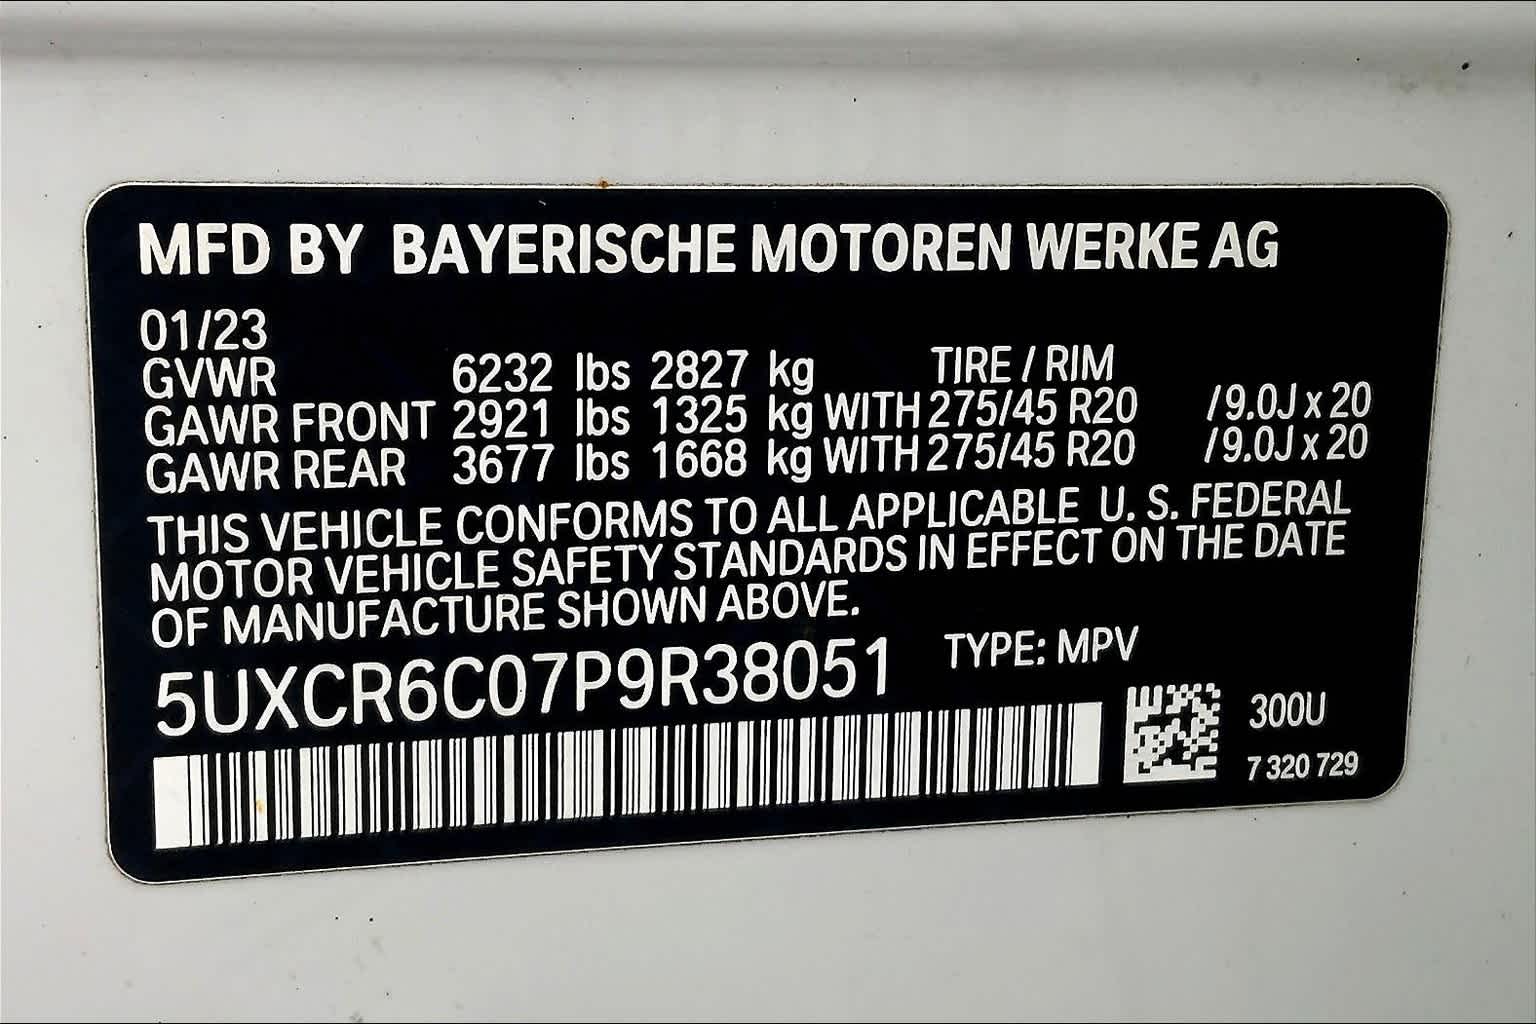 MFD BY BAYERISCHE MOTOREN WERKE AG
01/23
GVWR 6232 lbs 2827 kg TIRE / RIM
GAWR FRONT 2921 lbs 1325 kg WITH 275/45 R20 /9.0J x 20
GAWR REAR 3677 lbs 1668 kg WITH 275/45 R20 /9.0J x 20
THIS VEHICLE CONFORMS TO ALL APPLICABLE U. S. FEDERAL
MOTOR VEHICLE SAFETY STANDARDS IN EFFECT ON THE DATE
OF MANUFACTURE SHOWN ABOVE.
5UXCR6C07P9R38051 TYPE: MPV
300U
7 320 729